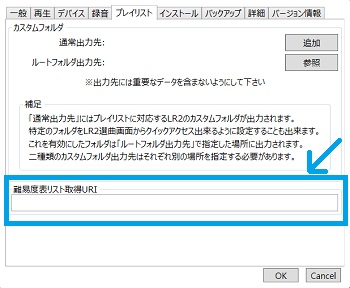 一般 再生 デバイス 録音 プレイリスト インストール バックアップ 詳細 バージョン情報
カスタムフォルダ
通常出力先: 追加
ルートフォルダ出力先: 参照
※出力先には重要なデータを含まないようにして下さい
補足
「通常出力先」にはプレイリストに対応するLR2のカスタムフォルダが出力されます。
特定のフォルダをLR2選曲画面からクイックアクセス出来るように設定することも出来ます。
これを有効にしたフォルダは「ルートフォルダ出力先」で指定した場所に出力されます。
二種類のカスタムフォルダ出力先はそれぞれ別の場所を指定する必要があります。
難易度表リスト取得URI
OK Cancel